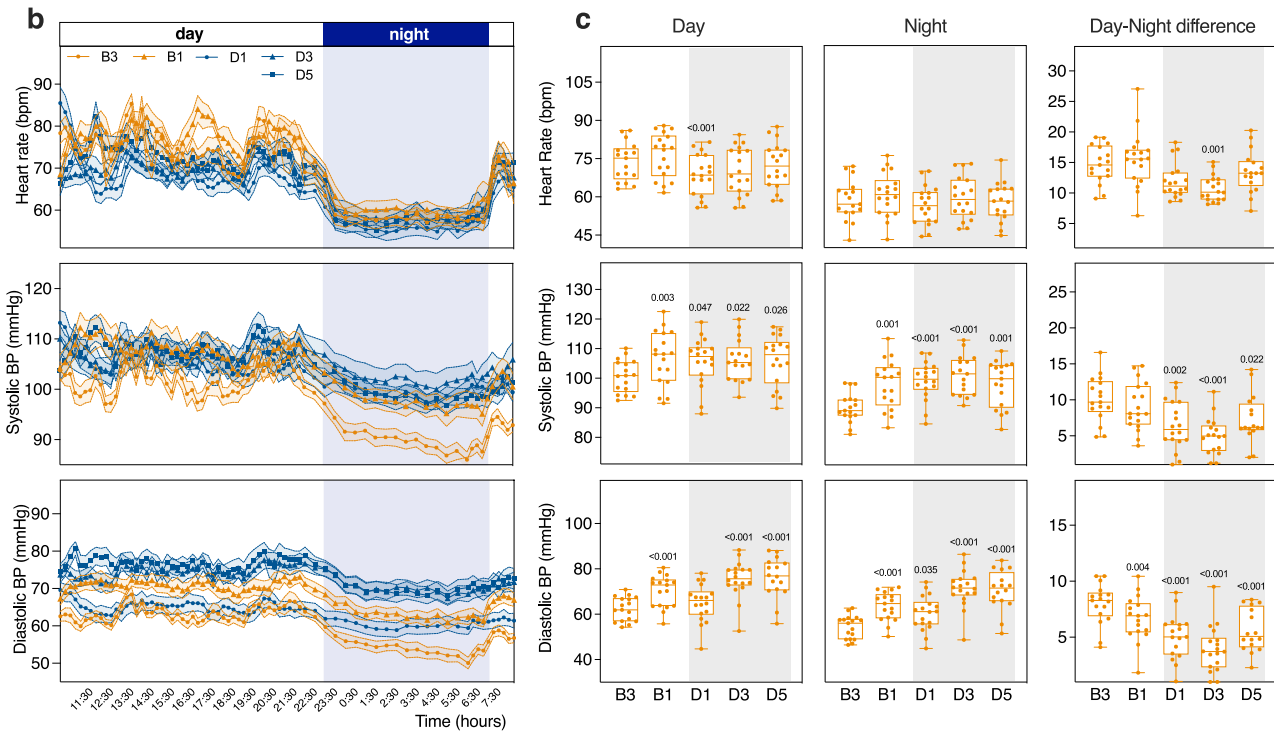 b
day night
B3 B1 D1 D3
D5
Heart rate (bpm)
90
80
70
60
Systolic BP (mmHg)
120
110
100
90
Diastolic BP (mmHg)
90
80
70
60
50
11:30 12:30 13:30 14:30 15:30 16:30 17:30 18:30 19:30 20:30 21:30 22:30 23:30 0:30 1:30 2:30 3:30 4:30 5:30 6:30 7:30
Time (hours)
c
Day Night Day-Night difference
Heart Rate (bpm)
105
90
75
60
45
<0.001
30
25
20
15
10
5
0.001
Systolic BP (mmHg)
130
120
110
100
90
80
0.003 0.047 0.022 0.026
0.001 <0.001 <0.001 0.001
25
20
15
10
5
0.002 <0.001 0.022
Diastolic BP (mmHg)
100
80
60
40
<0.001 <0.001 <0.001
<0.001 0.035 <0.001 <0.001
15
10
5
0.004 <0.001 <0.001 <0.001
B3 B1 D1 D3 D5
B3 B1 D1 D3 D5
B3 B1 D1 D3 D5